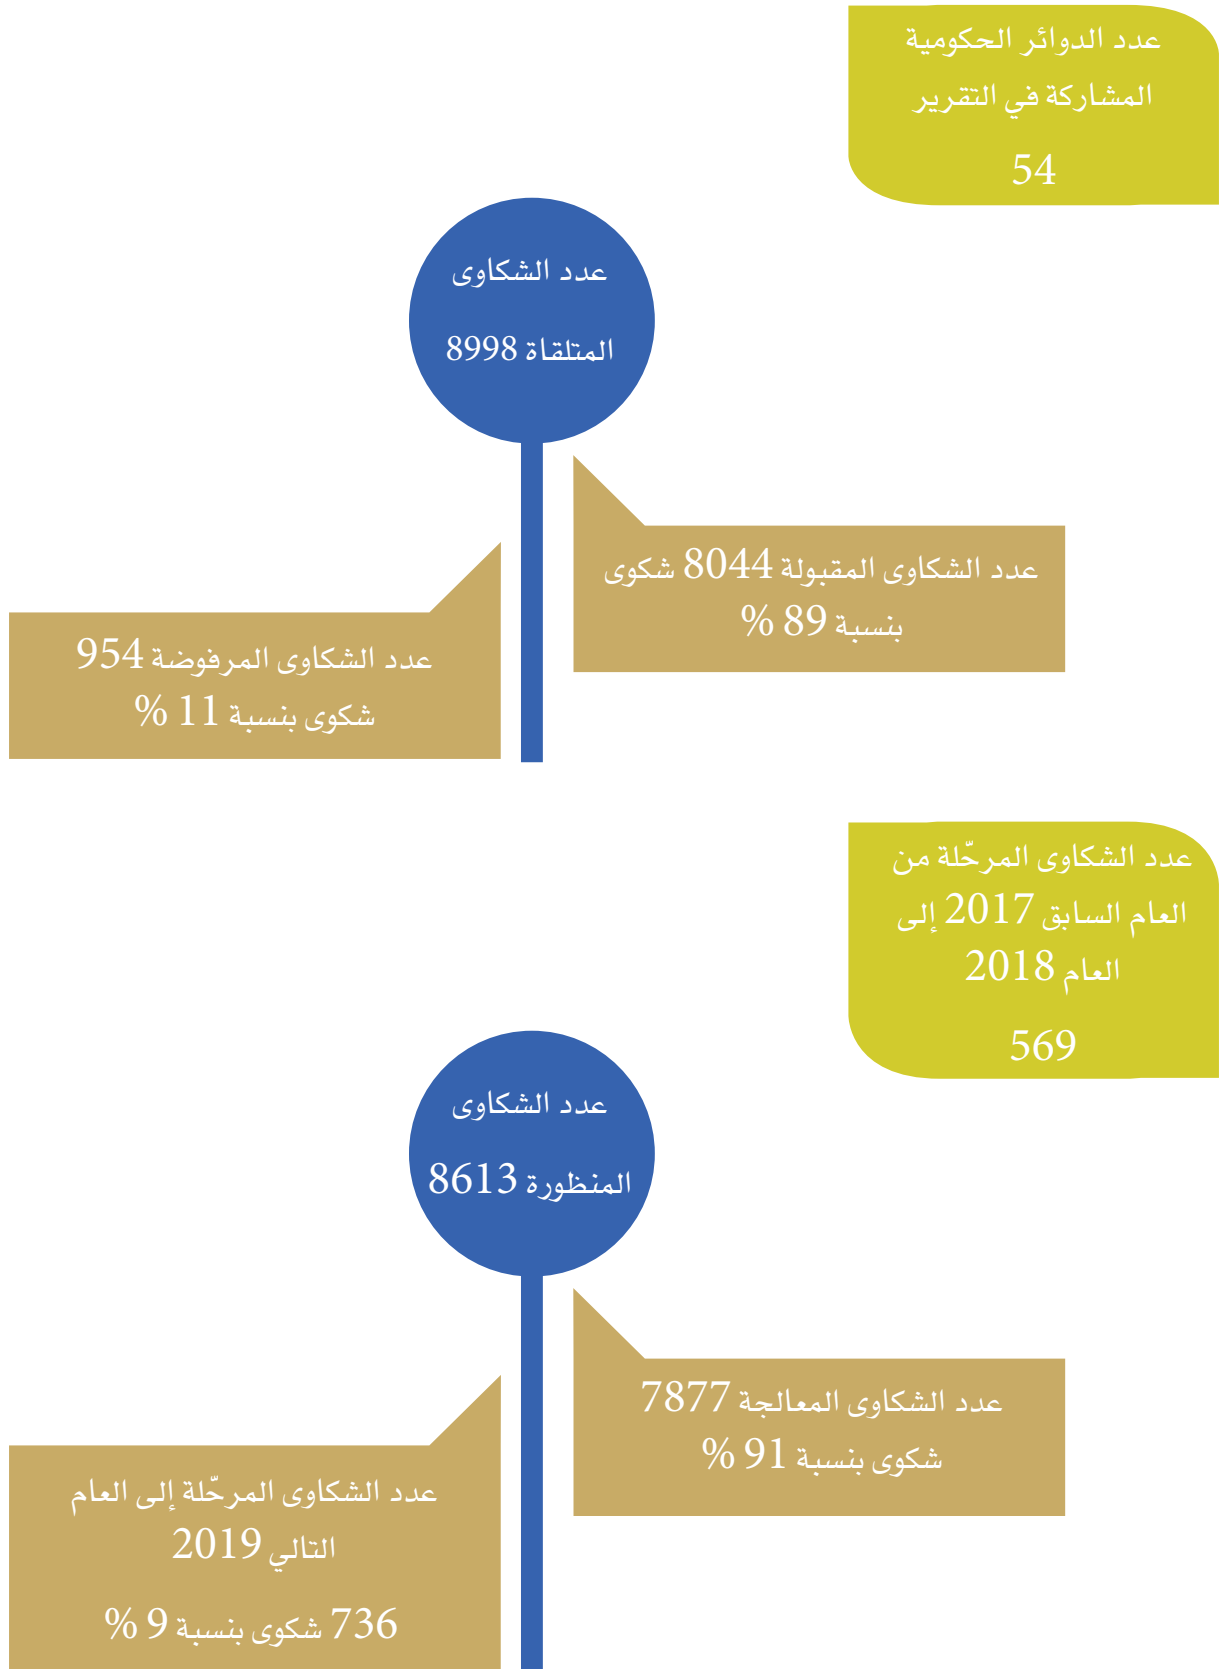 عدد الدوائر الحكومية
المشاركة في التقرير
54
عدد الشكاوى
المتلقاة 8998
عدد الشكاوى المقبولة 8044 شكوى
بنسبة 89 %
عدد الشكاوى المرفوضة 954
شكوى بنسبة 11 %
عدد الشكاوى المرحّلة من
العام السابق 2017 إلى
العام 2018
569
عدد الشكاوى
المنظورة 8613
عدد الشكاوى المعالجة 7877
شكوى بنسبة 91 %
عدد الشكاوى المرحّلة إلى العام
التالي 2019
736 شكوى بنسبة 9 %